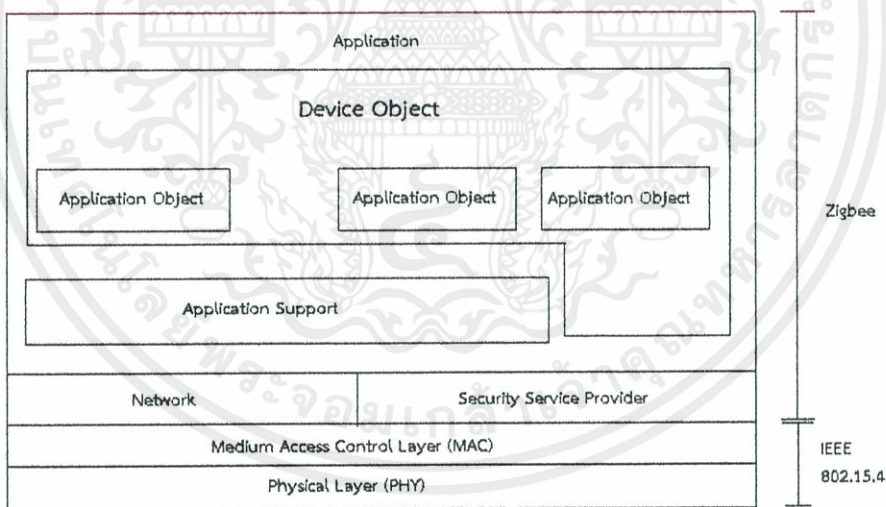 Application
Device Object
Application Object
Application Object
Application Object
Application Support
Network
Security Service Provider
Medium Access Control Layer (MAC)
Physical Layer (PHY)
Zigbee
IEEE
802.15.4